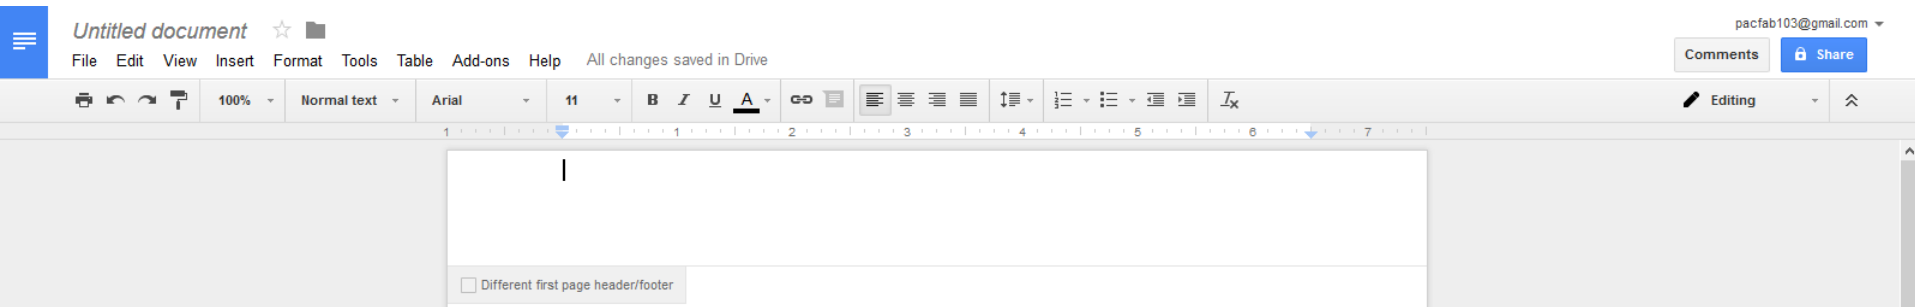 Untitled document
pacfab103@gmail.com
File Edit View Insert Format Tools Table Add-ons Help All changes saved in Drive
Comments Share
100% Normal text Arial 11 B I U A Editing
1 1 2 3 4 5 6 7
Different first page header/footer